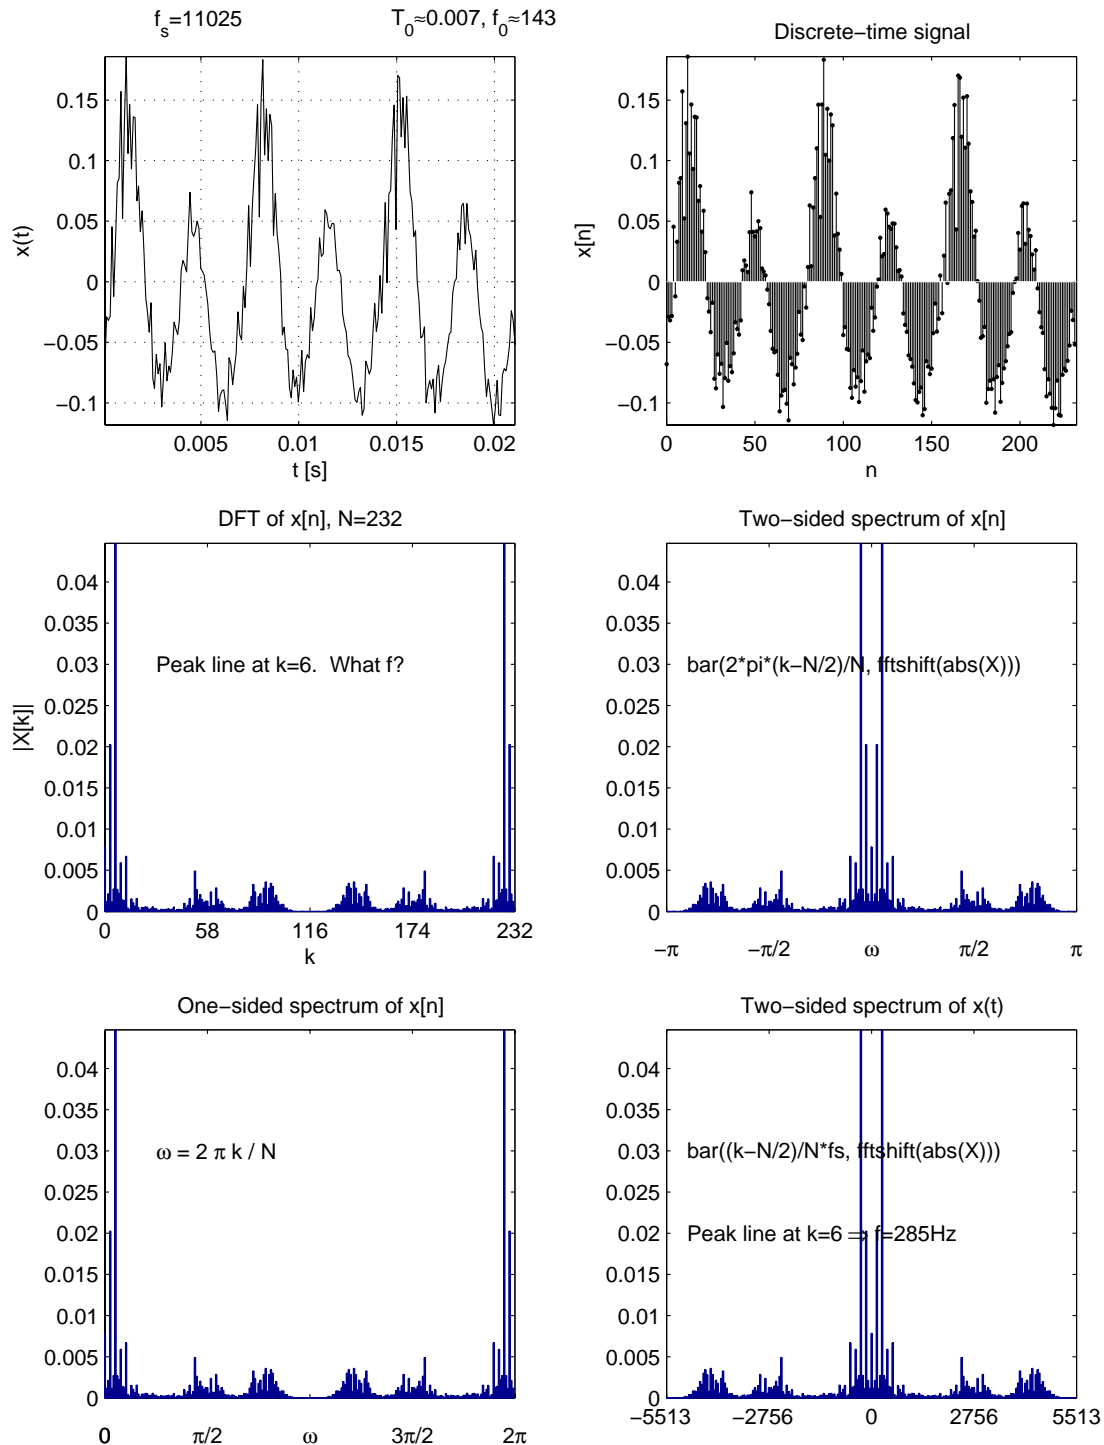 f_s=11025
T_0≈0.007, f_0≈143
x(t)
0.15
0.1
0.05
0
−0.05
−0.1
0.005 0.01 0.015 0.02
t [s]
Discrete−time signal
x[n]
0.15
0.1
0.05
0
−0.05
−0.1
0 50 100 150 200
n
DFT of x[n], N=232
|X[k]|
0.04
0.035
0.03
0.025
0.02
0.015
0.01
0.005
0
Peak line at k=6. What f?
0 58 116 174 232
k
Two−sided spectrum of x[n]
0.04
0.035
0.03
0.025
0.02
0.015
0.01
0.005
0
bar(2*pi*(k−N/2)/N, fftshift(abs(X)))
−π −π/2 ω π/2 π
One−sided spectrum of x[n]
0.04
0.035
0.03
0.025
0.02
0.015
0.01
0.005
0
ω = 2 π k / N
0 π/2 ω 3π/2 2π
Two−sided spectrum of x(t)
0.04
0.035
0.03
0.025
0.02
0.015
0.01
0.005
0
bar((k−N/2)/N*fs, fftshift(abs(X)))
Peak line at k=6 ⇒ f=285Hz
−5513 −2756 0 2756 5513